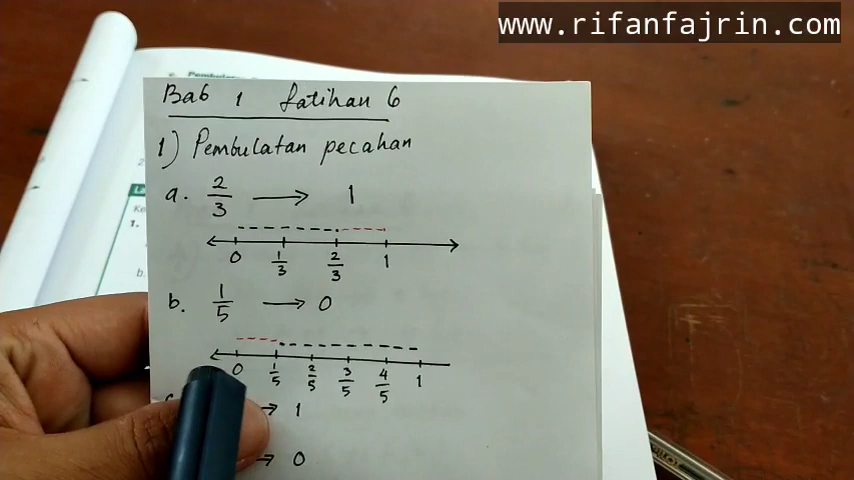 www.rifanfajrin.com
Bab 1 Latihan 6
1) Pembulatan pecahan
a. 2/3 → 1
0 1/3 2/3 1
b. 1/5 → 0
0 1/5 2/5 3/5 4/5 1
→ 1
→ 0